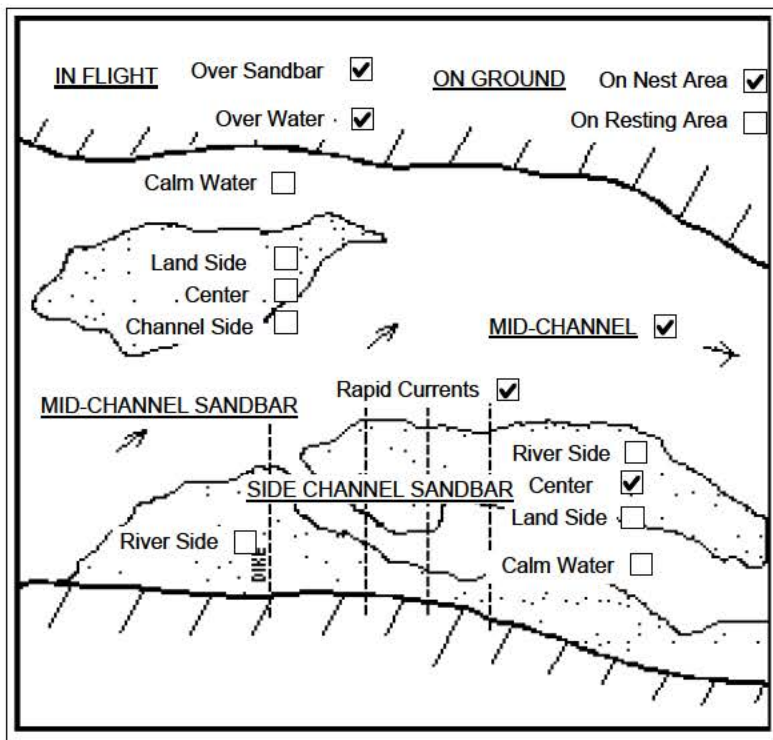 IN FLIGHT Over Sandbar ON GROUND On Nest Area
Over Water On Resting Area
Calm Water
Land Side
Center
Channel Side
MID-CHANNEL
Rapid Currents
MID-CHANNEL SANDBAR
River Side
SIDE CHANNEL SANDBAR Center
Land Side
River Side
DIKE
Calm Water